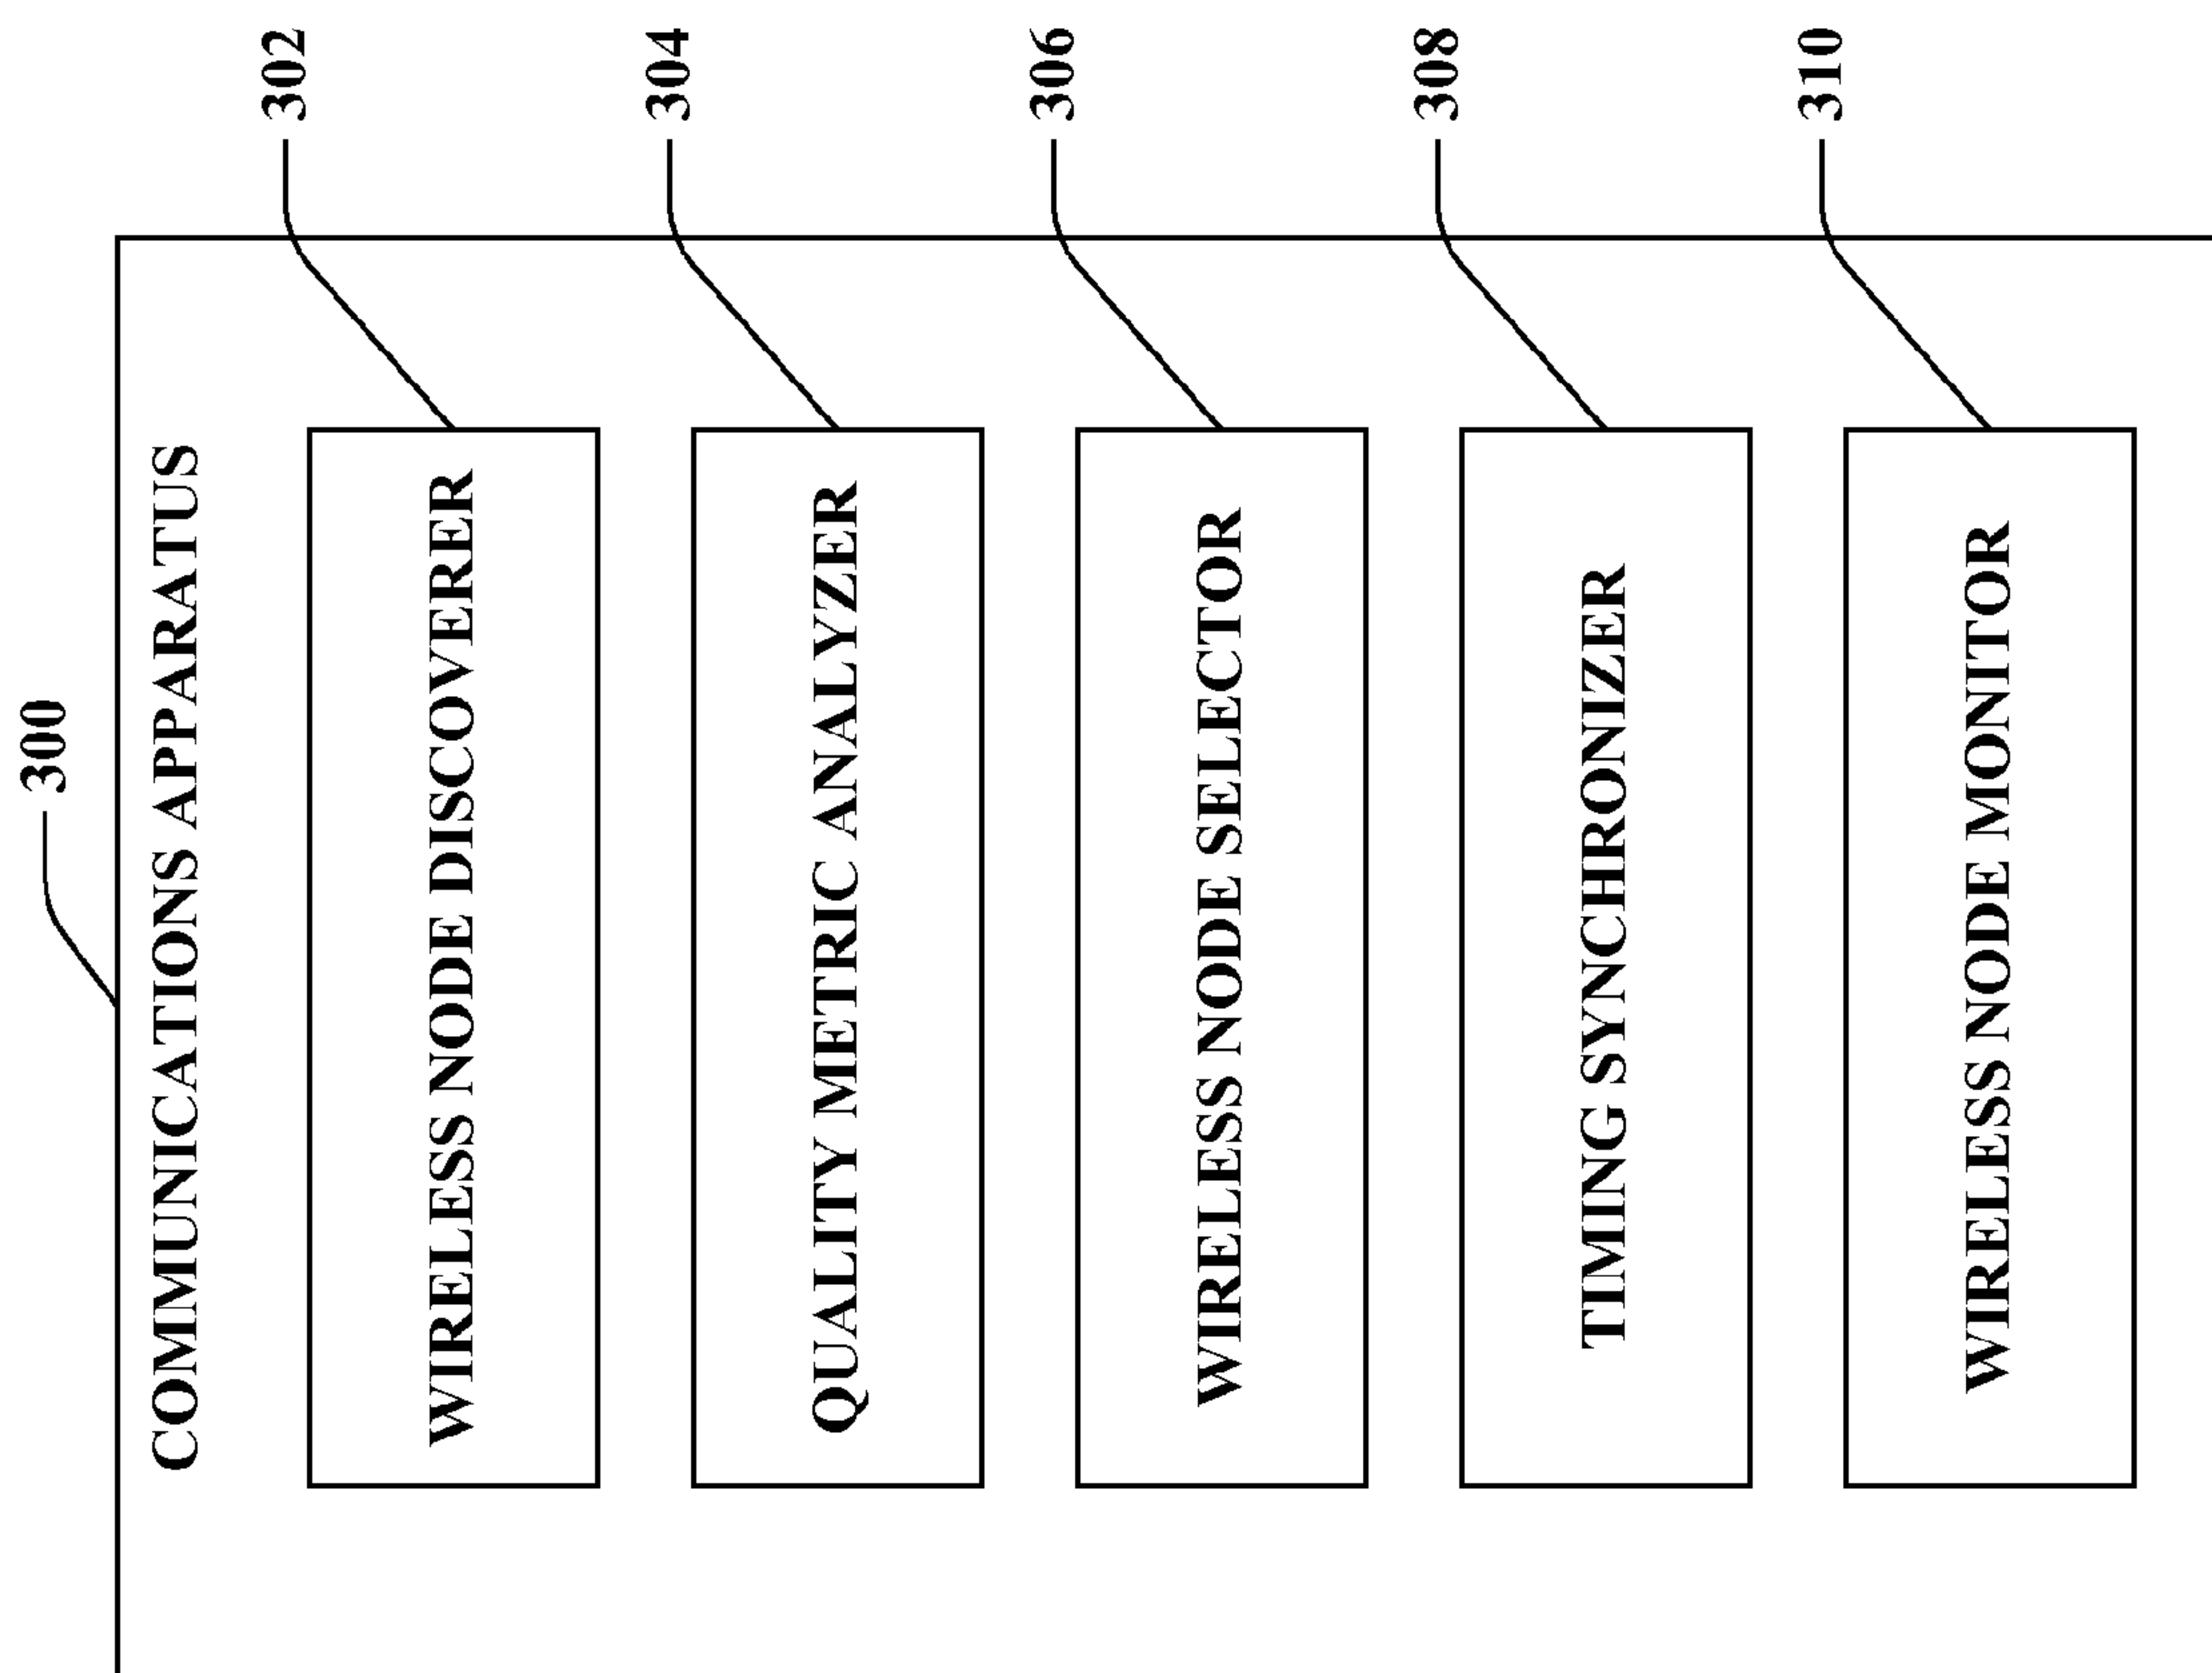 300
COMMUNICATIONS APPARATUS
302
WIRELESS NODE DISCOVERER
304
QUALITY METRIC ANALYZER
306
WIRELESS NODE SELECTOR
308
TIMING SYNCHRONIZER
310
WIRELESS NODE MONITOR